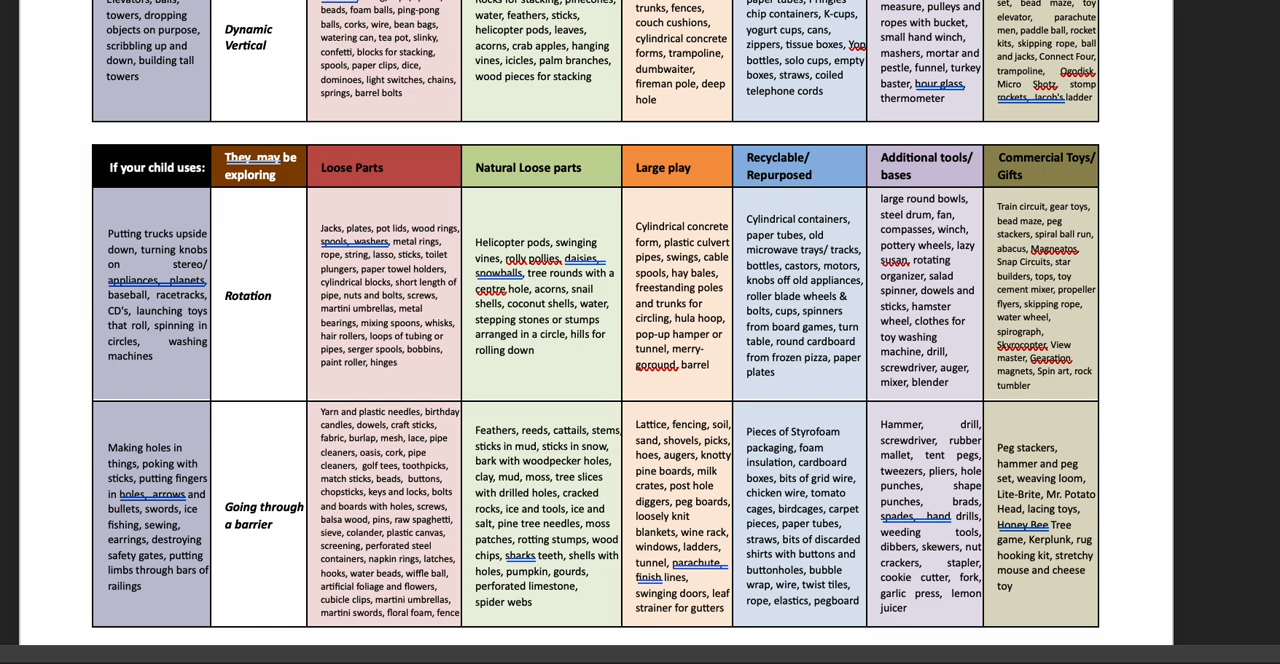 Elevators, balls,
towers, dropping
objects on purpose,
scribbling up and
down, building tall
towers
Dynamic
Vertical
beads, foam balls, ping-pong
balls, corks, wire, bean bags,
watering can, tea pot, slinky,
confetti, blocks for stacking,
spools, paper clips, dice,
dominoes, light switches, chains,
springs, barrel bolts
Rocks for stacking, pinecones,
water, feathers, sticks,
helicopter pods, leaves,
acorns, crab apples, hanging
vines, icicles, palm branches,
wood pieces for stacking
trunks, fences,
couch cushions,
cylindrical concrete
forms, trampoline,
dumbwaiter,
fireman pole, deep
hole
paper tubes, Pringles
chip containers, K-cups,
yogurt cups, cans,
zippers, tissue boxes, Yop
bottles, solo cups, empty
boxes, straws, coiled
telephone cords
measure, pulleys and
ropes with bucket,
small hand winch,
mashers, mortar and
pestle, funnel, turkey
baster, hour glass,
thermometer
set, bead maze, toy
elevator, parachute
men, paddle ball, rocket
kits, skipping rope, ball
and jacks, Connect Four,
trampoline, Ogodisk,
Micro Shotz, stomp
rockets, Jacob's ladder
If your child uses:
They may be
exploring
Loose Parts
Natural Loose parts
Large play
Recyclable/
Repurposed
Additional tools/
bases
Commercial Toys/
Gifts
Putting trucks upside
down, turning knobs
on stereo/
appliances, planets,
baseball, racetracks,
CD's, launching toys
that roll, spinning in
circles, washing
machines
Rotation
Jacks, plates, pot lids, wood rings,
spools, washers, metal rings,
rope, string, lasso, sticks, toilet
plungers, paper towel holders,
cylindrical blocks, short length of
pipe, nuts and bolts, screws,
martini umbrellas, metal
bearings, mixing spoons, whisks,
hair rollers, loops of tubing or
pipes, serger spools, bobbins,
paint roller, hinges
Helicopter pods, swinging
vines, rolly pollies, daisies,
snowballs, tree rounds with a
centre hole, acorns, snail
shells, coconut shells, water,
stepping stones or stumps
arranged in a circle, hills for
rolling down
Cylindrical concrete
form, plastic culvert
pipes, swings, cable
spools, hay bales,
freestanding poles
and trunks for
circling, hula hoop,
pop-up hamper or
tunnel, merry-
goround, barrel
Cylindrical containers,
paper tubes, old
microwave trays/ tracks,
bottles, castors, motors,
knobs off old appliances,
roller blade wheels &
bolts, cups, spinners
from board games, turn
table, round cardboard
from frozen pizza, paper
plates
large round bowls,
steel drum, fan,
compasses, winch,
pottery wheels, lazy
susan, rotating
organizer, salad
spinner, dowels and
sticks, hamster
wheel, clothes for
toy washing
machine, drill,
screwdriver, auger,
mixer, blender
Train circuit, gear toys,
bead maze, peg
stackers, spiral ball run,
abacus, Magneatos,
Snap Circuits, star
builders, tops, toy
cement mixer, propeller
flyers, skipping rope,
water wheel,
spirograph,
Skyrocopter, View
master, Gearation,
magnets, Spin art, rock
tumbler
Making holes in
things, poking with
sticks, putting fingers
in holes, arrows and
bullets, swords, ice
fishing, sewing,
earrings, destroying
safety gates, putting
limbs through bars of
railings
Going through
a barrier
Yarn and plastic needles, birthday
candles, dowels, craft sticks,
fabric, burlap, mesh, lace, pipe
cleaners, oasis, cork, pipe
cleaners, golf tees, toothpicks,
match sticks, beads, buttons,
chopsticks, keys and locks, bolts
and boards with holes, screws,
balsa wood, pins, raw spaghetti,
sieve, colander, plastic canvas,
screening, perforated steel
containers, napkin rings, latches,
hooks, water beads, wiffle ball,
artificial foliage and flowers,
cubicle clips, martini umbrellas,
martini swords, floral foam, fence
Feathers, reeds, cattails, stems,
sticks in mud, sticks in snow,
bark with woodpecker holes,
clay, mud, moss, tree slices
with drilled holes, cracked
rocks, ice and tools, ice and
salt, pine tree needles, moss
patches, rotting stumps, wood
chips, sharks teeth, shells with
holes, pumpkin, gourds,
perforated limestone,
spider webs
Lattice, fencing, soil,
sand, shovels, picks,
hoes, augers, knotty
pine boards, milk
crates, post hole
diggers, peg boards,
loosely knit
blankets, wine rack,
windows, ladders,
tunnel, parachute,
finish lines,
swinging doors, leaf
strainer for gutters
Pieces of Styrofoam
packaging, foam
insulation, cardboard
boxes, bits of grid wire,
chicken wire, tomato
cages, birdcages, carpet
pieces, paper tubes,
straws, bits of discarded
shirts with buttons and
buttonholes, bubble
wrap, wire, twist ties,
rope, elastics, pegboard
Hammer, drill,
screwdriver, rubber
mallet, tent pegs,
tweezers, pliers, hole
punches, shape
punches, brads,
spades, hand drills,
weeding tools,
dibbers, skewers, nut
crackers, stapler,
cookie cutter, fork,
garlic press, lemon
juicer
Peg stackers,
hammer and peg
set, weaving loom,
Lite-Brite, Mr. Potato
Head, lacing toys,
Honey Bee Tree
game, Kerplunk, rug
hooking kit, stretchy
mouse and cheese
toy